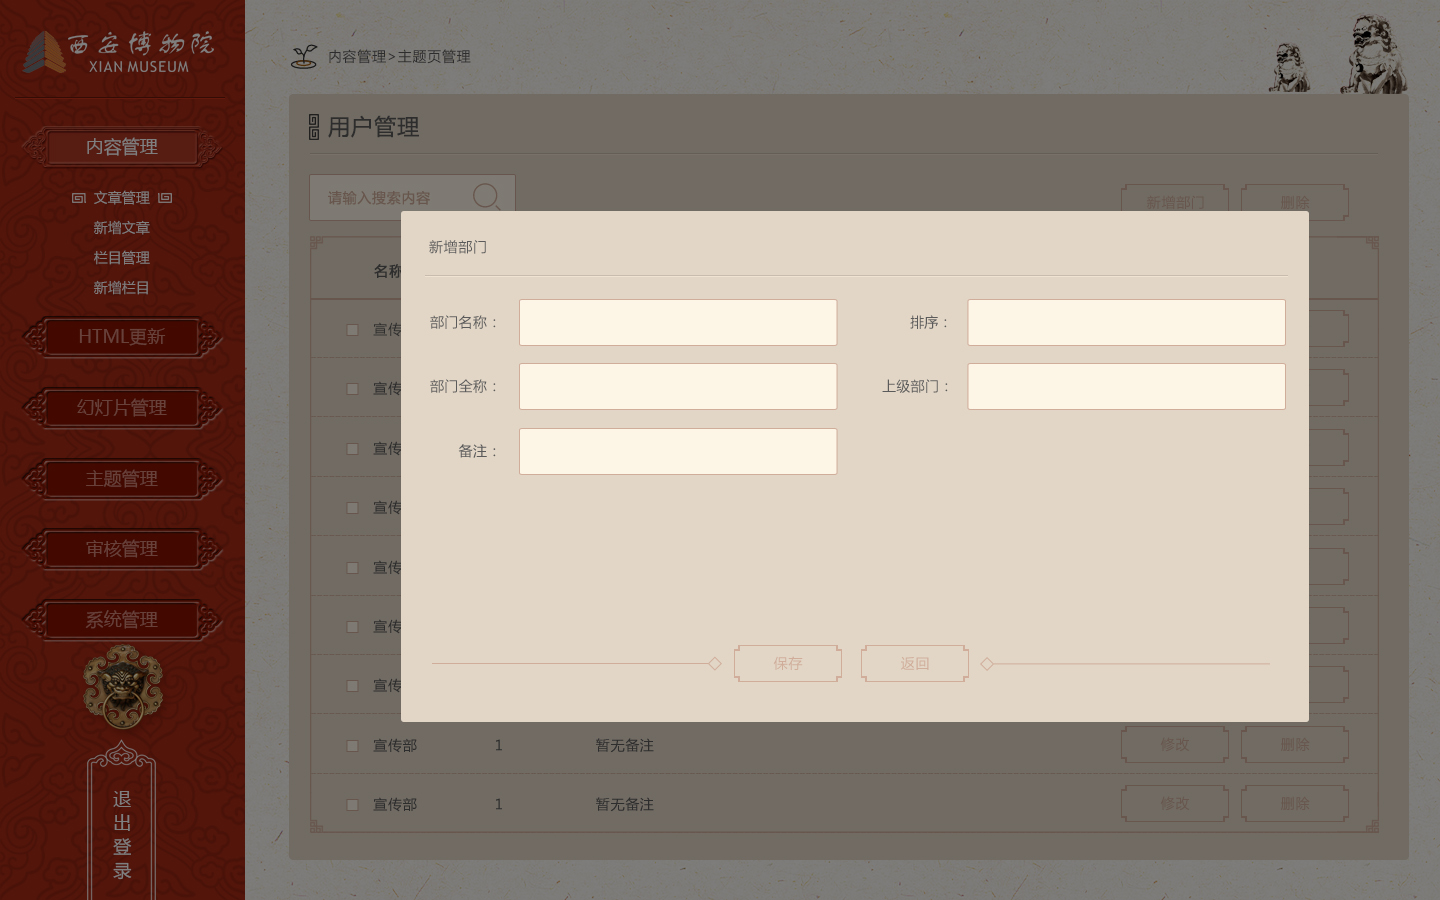 西安博物院
XIAN MUSEUM
内容管理
文章管理
新增文章
栏目管理
新增栏目
HTML更新
幻灯片管理
主题管理
审核管理
系统管理
退出登录
内容管理>主题页管理
用户管理
请输入搜索内容
新增部门 删除
名称
宣传
宣传
宣传
宣传
宣传
宣传
宣传
宣传部 1 暂无备注 修改 删除
宣传部 1 暂无备注 修改 删除
新增部门
部门名称： 排序：
部门全称： 上级部门：
备注：
保存 返回